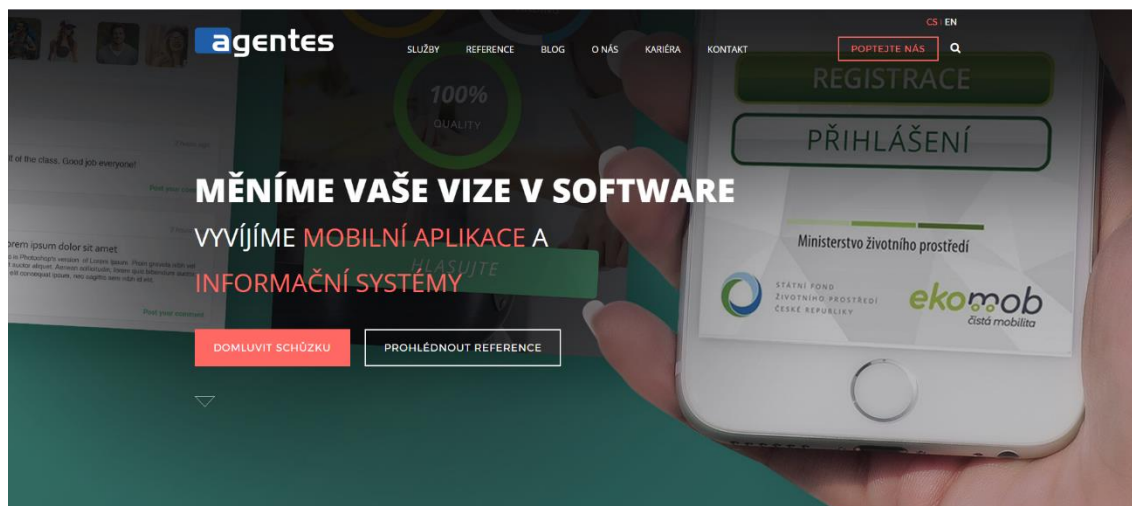 CS | EN
agentes
SLUŽBY REFERENCE BLOG O NÁS KARIÉRA KONTAKT POPTEJTE NÁS
REGISTRACE
100%
QUALITY
PŘIHLÁŠENÍ
t of the class. Good job everyone!
Post your comment
MĚNÍME VAŠE VIZE V SOFTWARE
VYVÍJÍME MOBILNÍ APLIKACE A
INFORMAČNÍ SYSTÉMY
HLASUJTE
orem ipsum dolor sit amet
Post your comment
Ministerstvo životního prostředí
STÁTNÍ FOND
ŽIVOTNÍHO PROSTŘEDÍ
ČESKÉ REPUBLIKY
ekomob
čistá mobilita
DOMLUVIT SCHŮZKU PROHLÉDNOUT REFERENCE